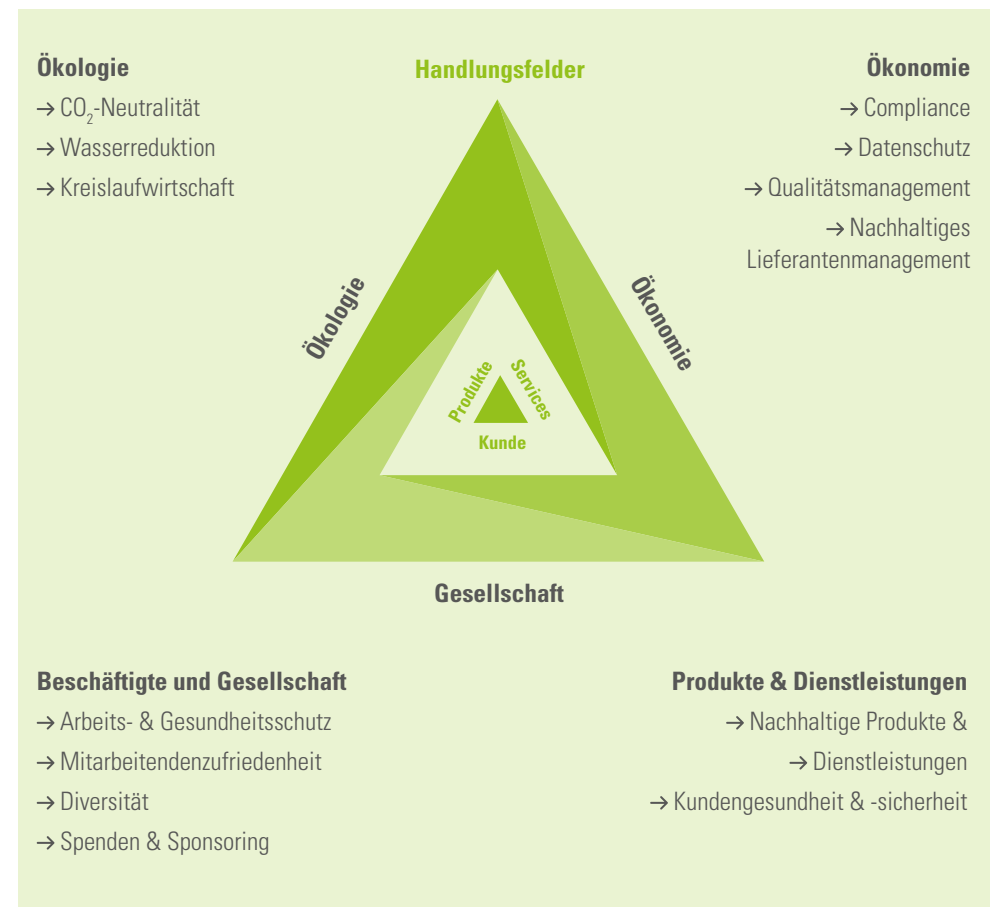 Ökologie
→ CO₂-Neutralität
→ Wasserreduktion
→ Kreislaufwirtschaft
Handlungsfelder
Ökonomie
→ Compliance
→ Datenschutz
→ Qualitätsmanagement
→ Nachhaltiges
Lieferantenmanagement
Ökologie
Ökonomie
Produkte
Services
Kunde
Gesellschaft
Beschäftigte und Gesellschaft
→ Arbeits- & Gesundheitsschutz
→ Mitarbeitendenzufriedenheit
→ Diversität
→ Spenden & Sponsoring
Produkte & Dienstleistungen
→ Nachhaltige Produkte &
→ Dienstleistungen
→ Kundengesundheit & -sicherheit